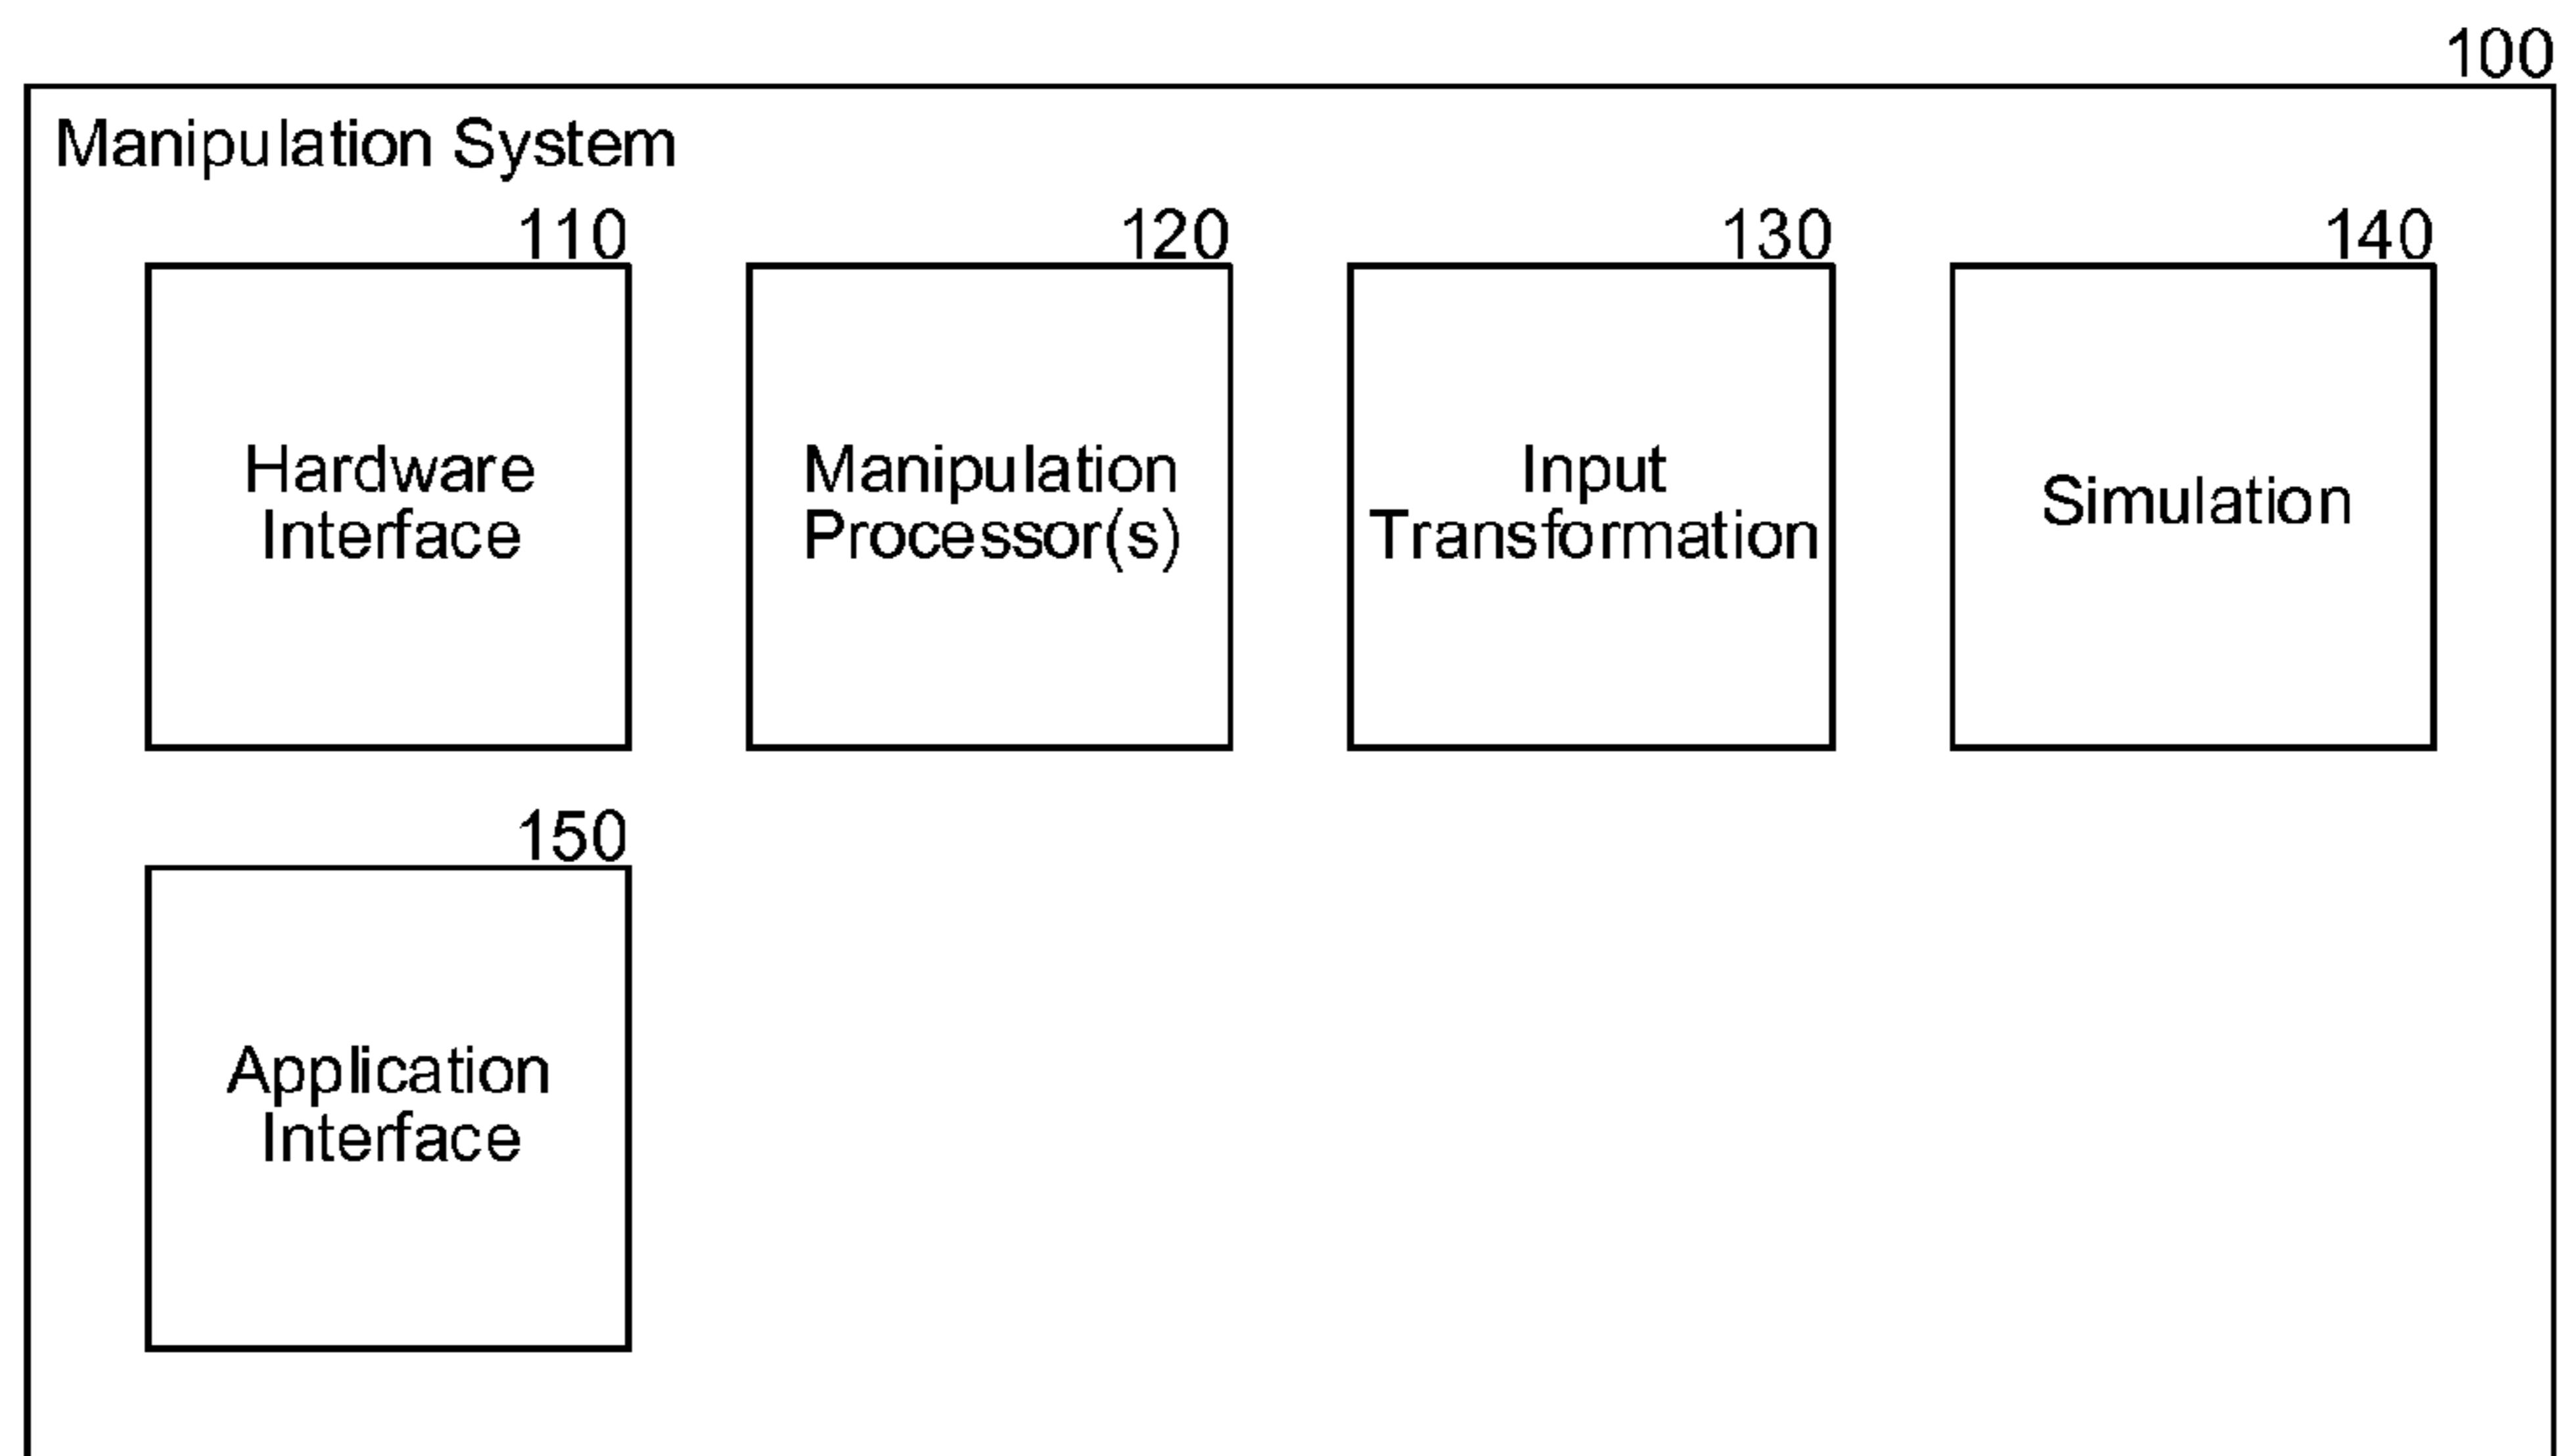 100
Manipulation System
110
120
130
140
Hardware
Interface
Manipulation
Processor(s)
Input
Transformation
Simulation
150
Application
Interface